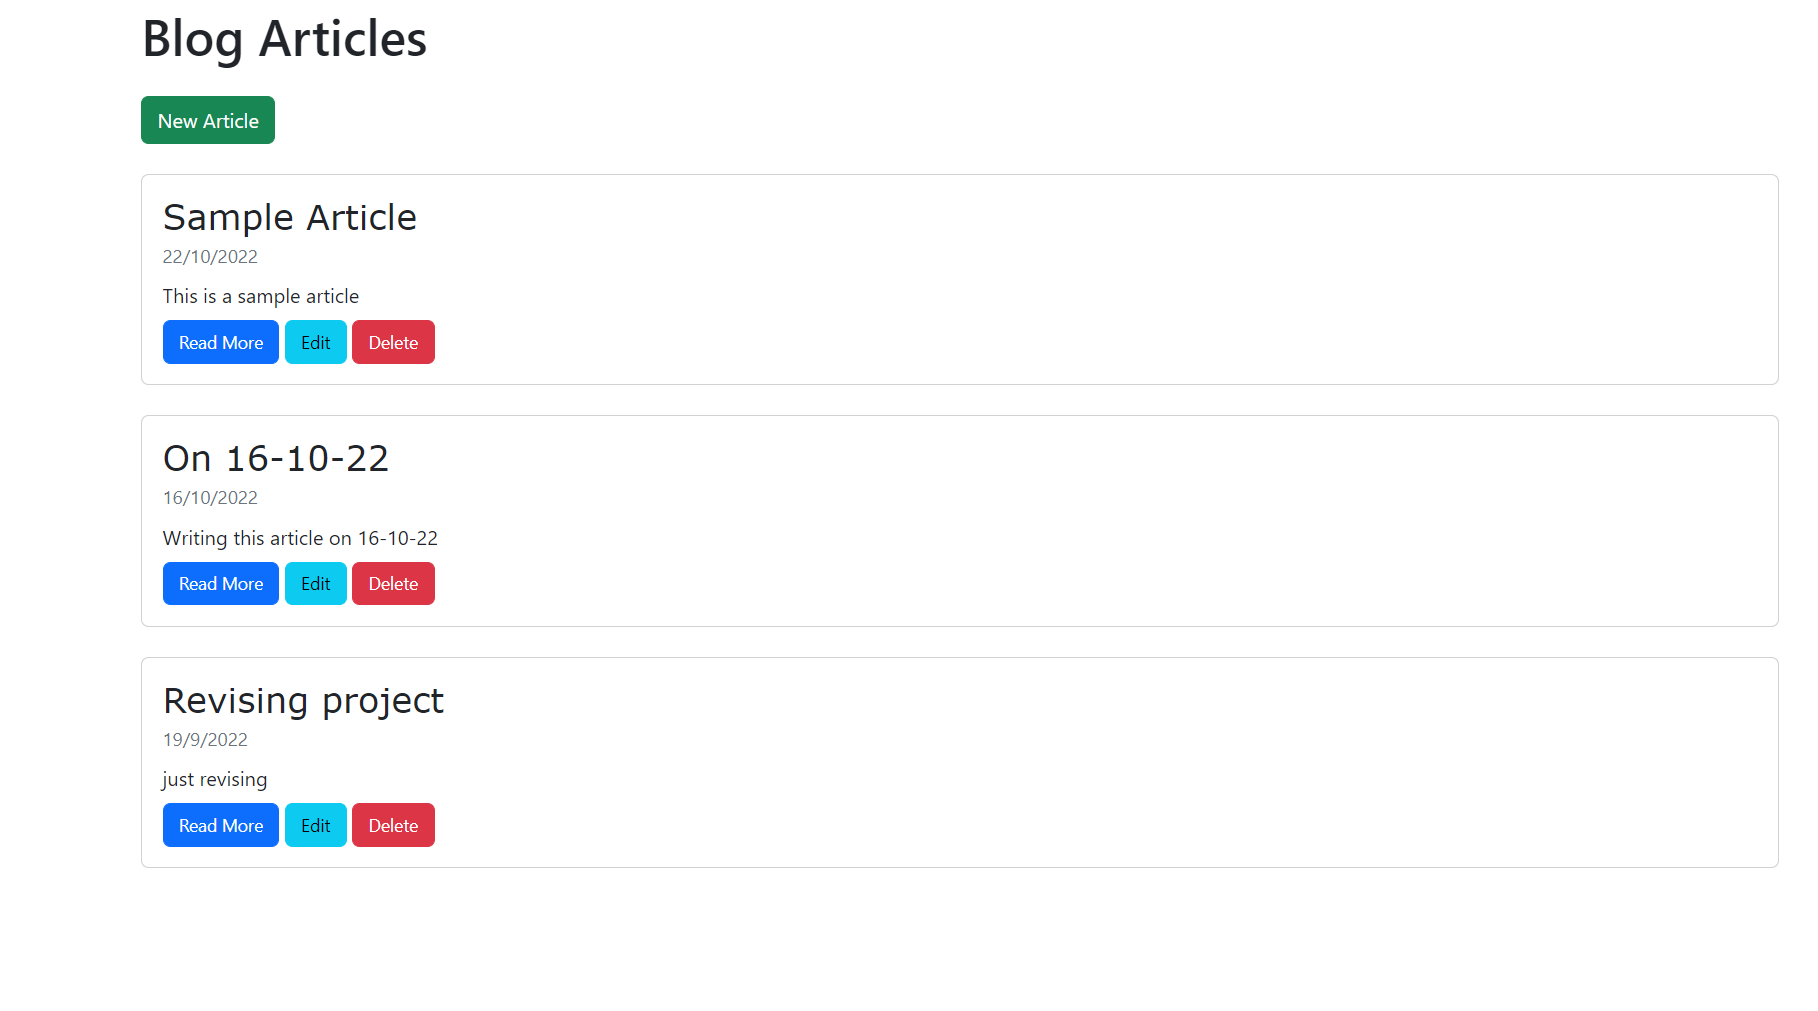 Blog Articles
New Article
Sample Article
22/10/2022
This is a sample article
Read More Edit Delete
On 16-10-22
16/10/2022
Writing this article on 16-10-22
Read More Edit Delete
Revising project
19/9/2022
just revising
Read More Edit Delete